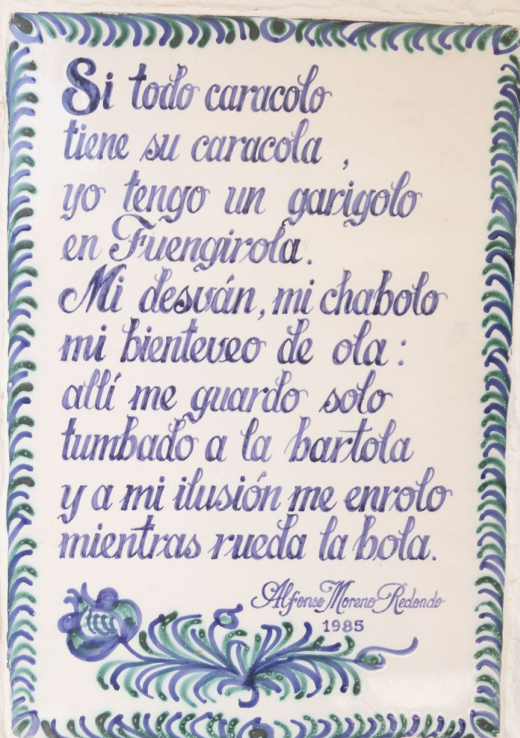 Si todo caracolo
tiene su caracola ,
yo tengo un garigolo
en Fuengirola.
Mi desván, mi chabolo
mi bienteveo de ola :
allí me guardo solo
tumbado a la bartola
y a mi ilusión me enrolo
mientras rueda la bola.
Alfonso Moreno Redondo
1985